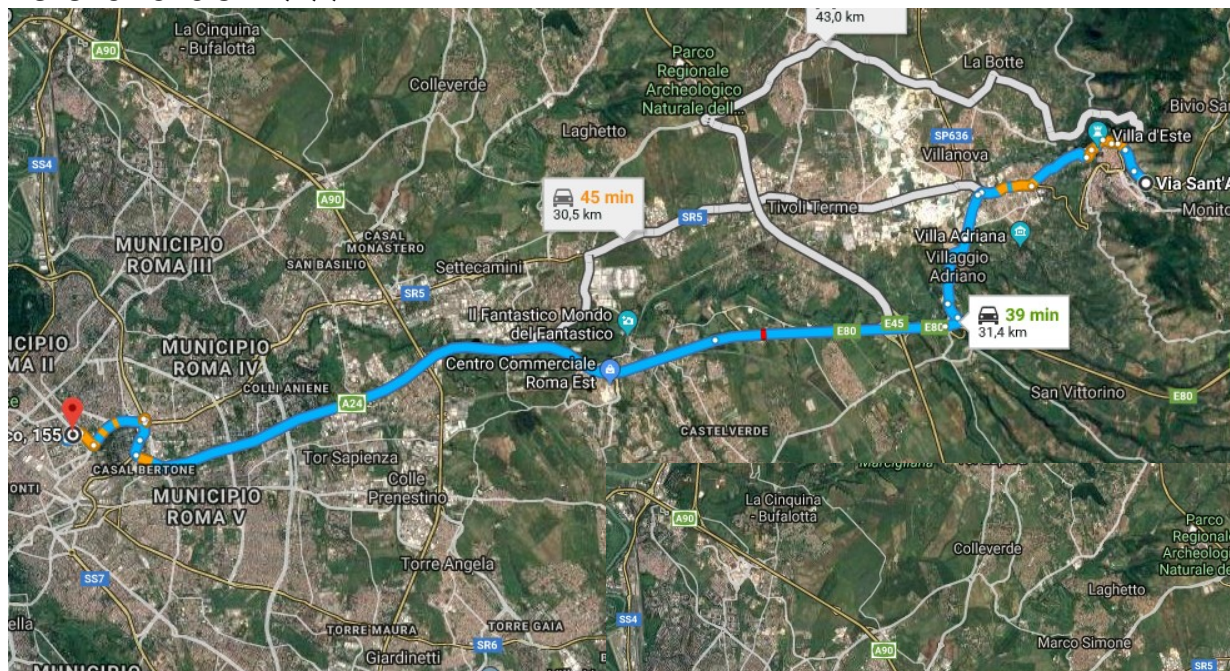 43,0 km
La Cinquina
- Bufalotta
A90
Parco
Regionale
Archeologico
Naturale dell...
La Botte
Colleverde
Bivio Sa
Laghetto
SP636
Villa d'Este
SS4
Villanova
A90
45 min
30,5 km
Via Sant'A
Tivoli Terme
SR5
Monito
CASAL
MONASTERO
MUNICIPIO
ROMA III
Villa Adriana
SAN BASILIO
Settecamini
Villaggio
Adriano
SR5
Il Fantastico Mondo
del Fantastico
E45
E80
E80
39 min
31,4 km
ICIPIO
MA II
MUNICIPIO
ROMA IV
Centro Commerciale
Roma Est
COLLI ANIENE
San Vittorino
E80
A24
co, 155
CASTELVERDE
CASAL BERTONE
Tor Sapienza
Colle
Prenestino
ONTI
MUNICIPIO
ROMA V
La Cinquina
- Bufalotta
A90
Parco
Regionale
Archeologico
Naturale de
Colleverde
Torre Angela
SS7
Laghetto
SS4
ella
TORRE MAURA
TORRE GAIA
SR6
Marco Simone
A90
Giardinetti
SR5
MUNICIPIO